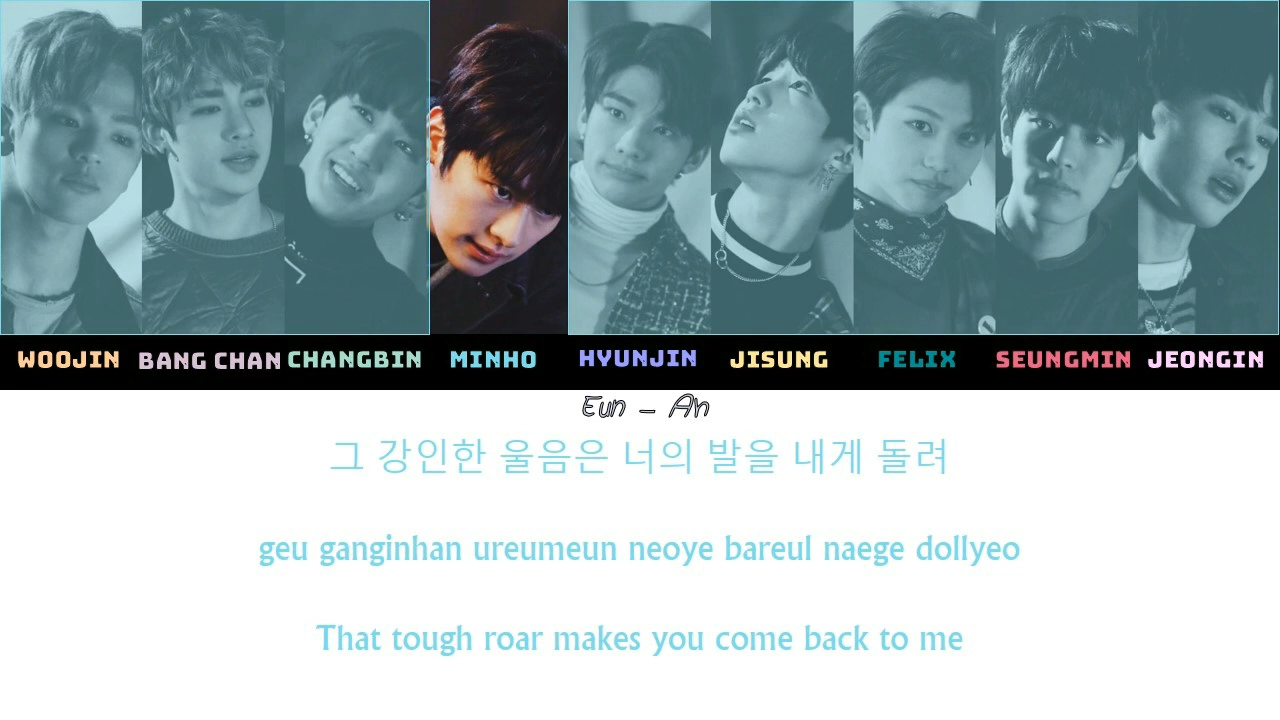 WOOJIN BANG CHAN CHANGBIN MINHO HYUNJIN JISUNG FELIX SEUNGMIN JEONGIN
Eun - Ah
그 강인한 울음은 너의 발을 내게 돌려
geu ganginhan ureumeun neoye bareul naege dollyeo
That tough roar makes you come back to me